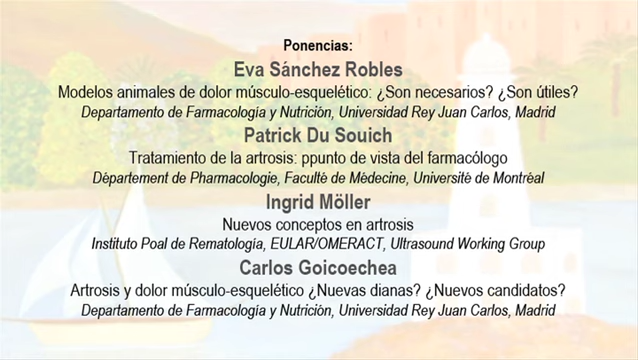 Ponencias:
Eva Sánchez Robles
Modelos animales de dolor músculo-esquelético: ¿Son necesarios? ¿Son útiles?
Departamento de Farmacología y Nutrición, Universidad Rey Juan Carlos, Madrid
Patrick Du Souich
Tratamiento de la artrosis: ppunto de vista del farmacólogo
Département de Pharmacologie, Faculté de Médecine, Université de Montréal
Ingrid Möller
Nuevos conceptos en artrosis
Instituto Poal de Rematología, EULAR/OMERACT, Ultrasound Working Group
Carlos Goicoechea
Artrosis y dolor músculo-esquelético ¿Nuevas dianas? ¿Nuevos candidatos?
Departamento de Farmacología y Nutrición, Universidad Rey Juan Carlos, Madrid